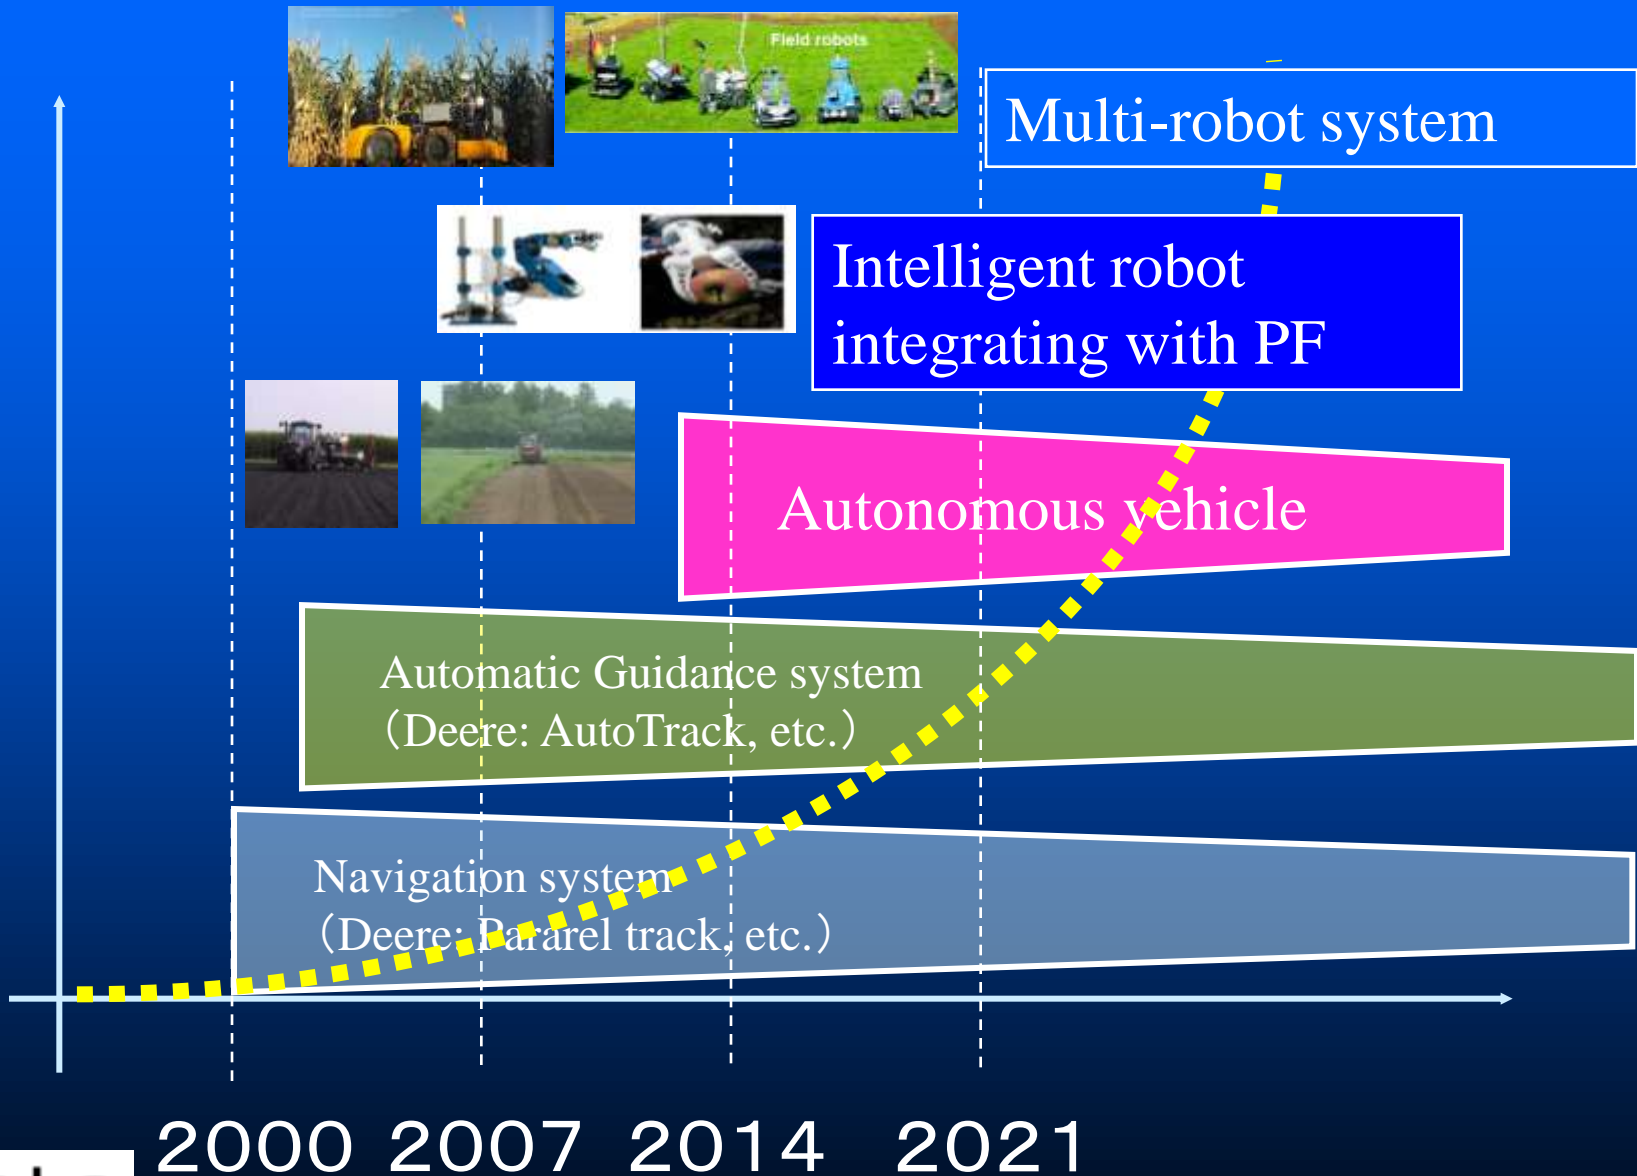 Field robots
Multi-robot system
Intelligent robot
integrating with PF
Autonomous vehicle
Automatic Guidance system
（Deere: AutoTrack, etc.）
Navigation system
（Deere: Pararel track, etc.）
2000 2007 2014 2021